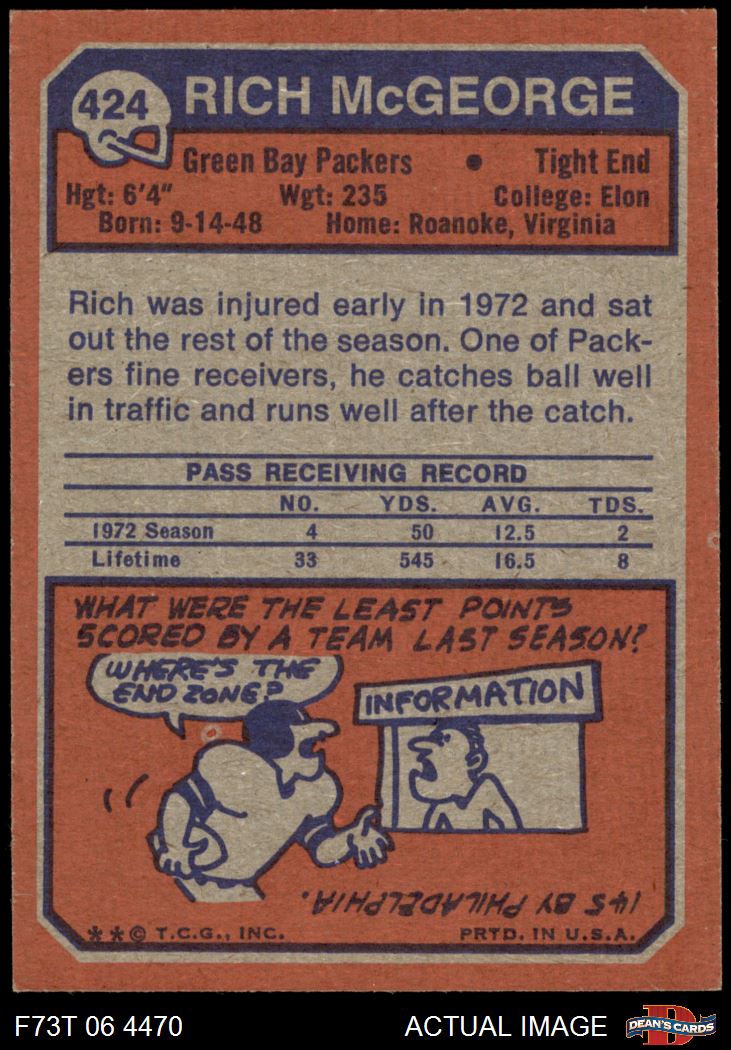 424
RICH McGEORGE
Green Bay Packers • Tight End
Hgt: 6'4" Wgt: 235 College: Elon
Born: 9-14-48 Home: Roanoke, Virginia
Rich was injured early in 1972 and sat
out the rest of the season. One of Pack-
ers fine receivers, he catches ball well
in traffic and runs well after the catch.
PASS RECEIVING RECORD
NO. YDS. AVG. TDS.
1972 Season 4 50 12.5 2
Lifetime 33 545 16.5 8
WHAT WERE THE LEAST POINTS
SCORED BY A TEAM LAST SEASON?
WHERE'S THE
END ZONE?
INFORMATION
145 BY PHILADELPHIA.
** © T.C.G., INC. PRTD. IN U.S.A.
F73T 06 4470 ACTUAL IMAGE
D
DEAN'S CARDS